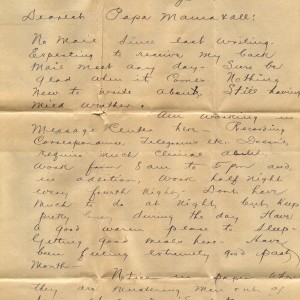 Dearest Papa Mama & all:
No Mail Since last writing.
Expecting to receive my back
Mail most any day. Sure be
glad when it comes. Nothing
New to write about, Still having
Weather.
Am working in
Message Center here - Recording
Correspondence Telegrams etc. Doesn't
Require much Clerical ability.
Work from 8 am to 5 pm and,
in addition, work half night
every fourth night, Don't have
much to do at night, but keep
pretty busy during the day. Have
a good warm place to sleep.
Getting good meals here - Have
been feeling extremely good past
Month -
Notice in paper where
they are mustering men out of